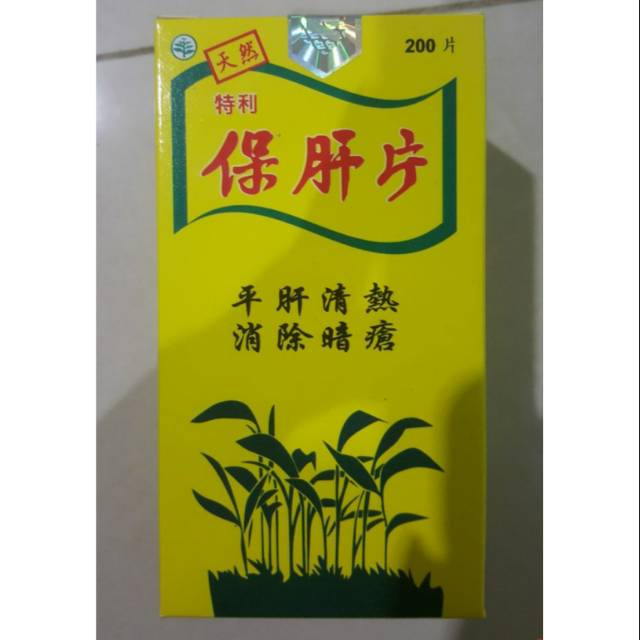 天然
200 片
特利
保肝片
平肝清熱
消除暗瘡